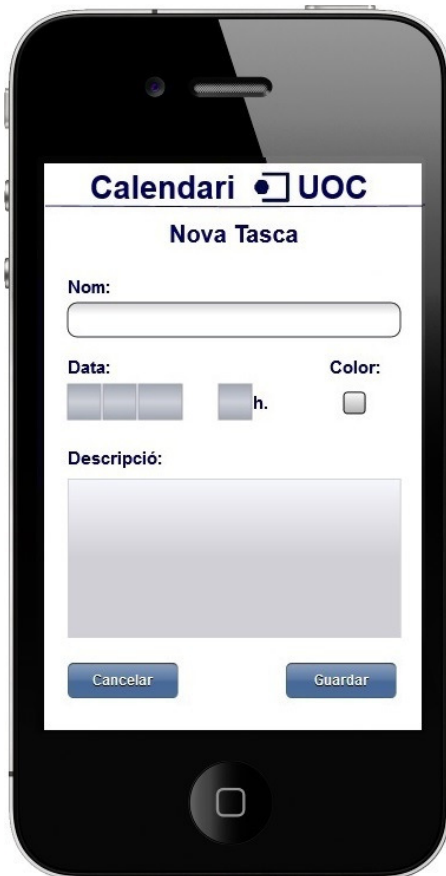 Calendari UOC
Nova Tasca
Nom:
Data: Color:
h.
Descripció:
Cancelar Guardar